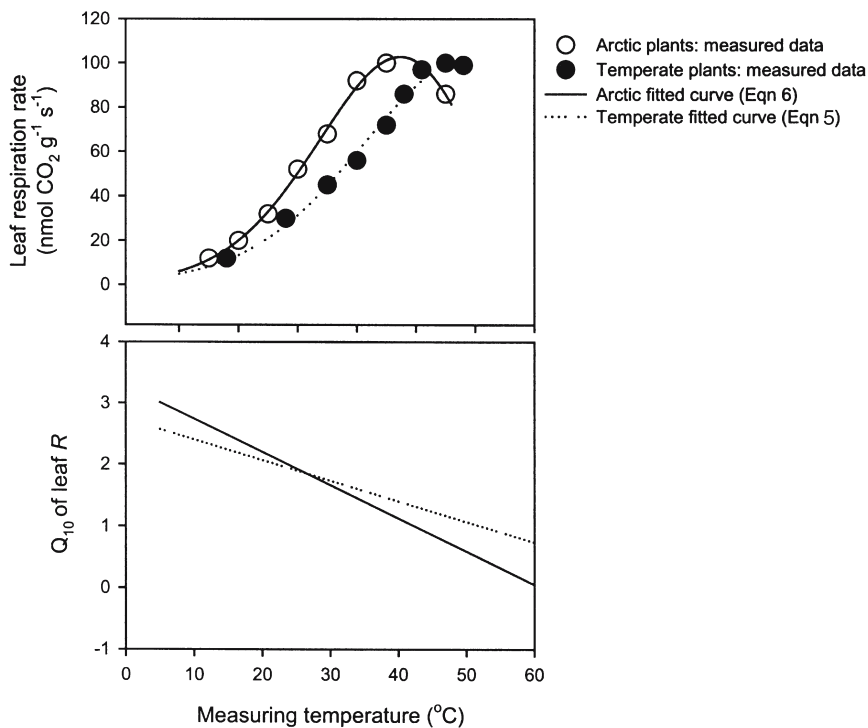 120
100
80
60
40
20
0
Leaf respiration rate
(nmol CO₂ g⁻¹ s⁻¹)
Arctic plants: measured data
Temperate plants: measured data
Arctic fitted curve (Eqn 6)
Temperate fitted curve (Eqn 5)
4
3
2
1
0
-1
Q₁₀ of leaf R
0 10 20 30 40 50 60
Measuring temperature (°C)